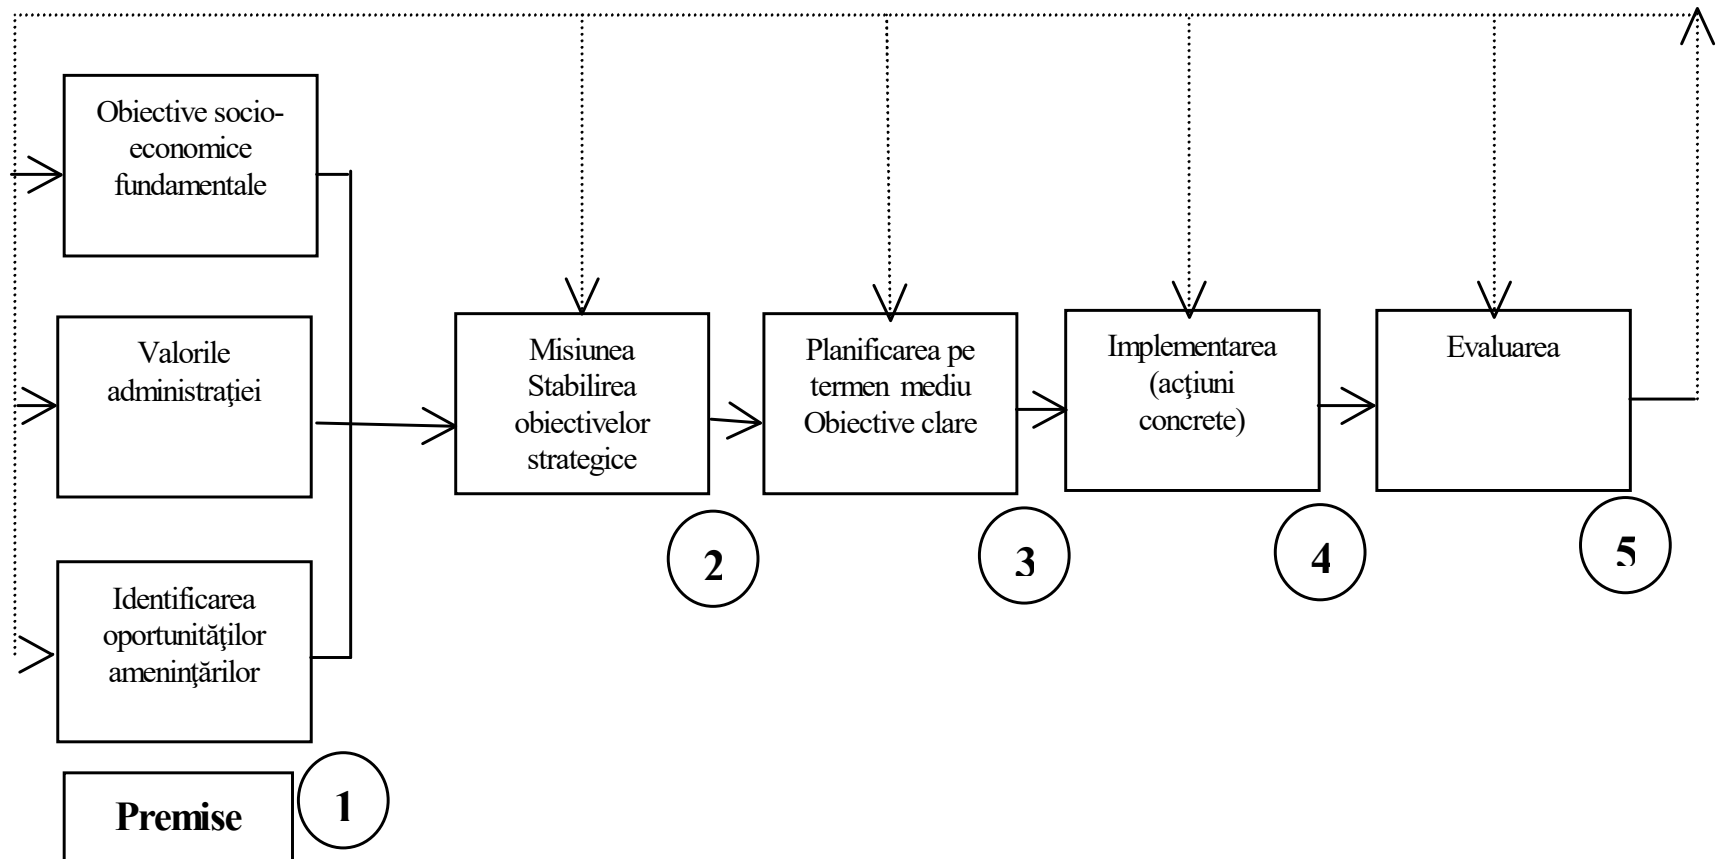 Obiective socio-
economice
fundamentale
Valorile
administraţiei
Identificarea
oportunităţilor
ameninţărilor
Premise
1
Misiunea
Stabilirea
obiectivelor
strategice
2
Planificarea pe
termen mediu
Obiective clare
3
Implementarea
(acţiuni
concrete)
4
Evaluarea
5